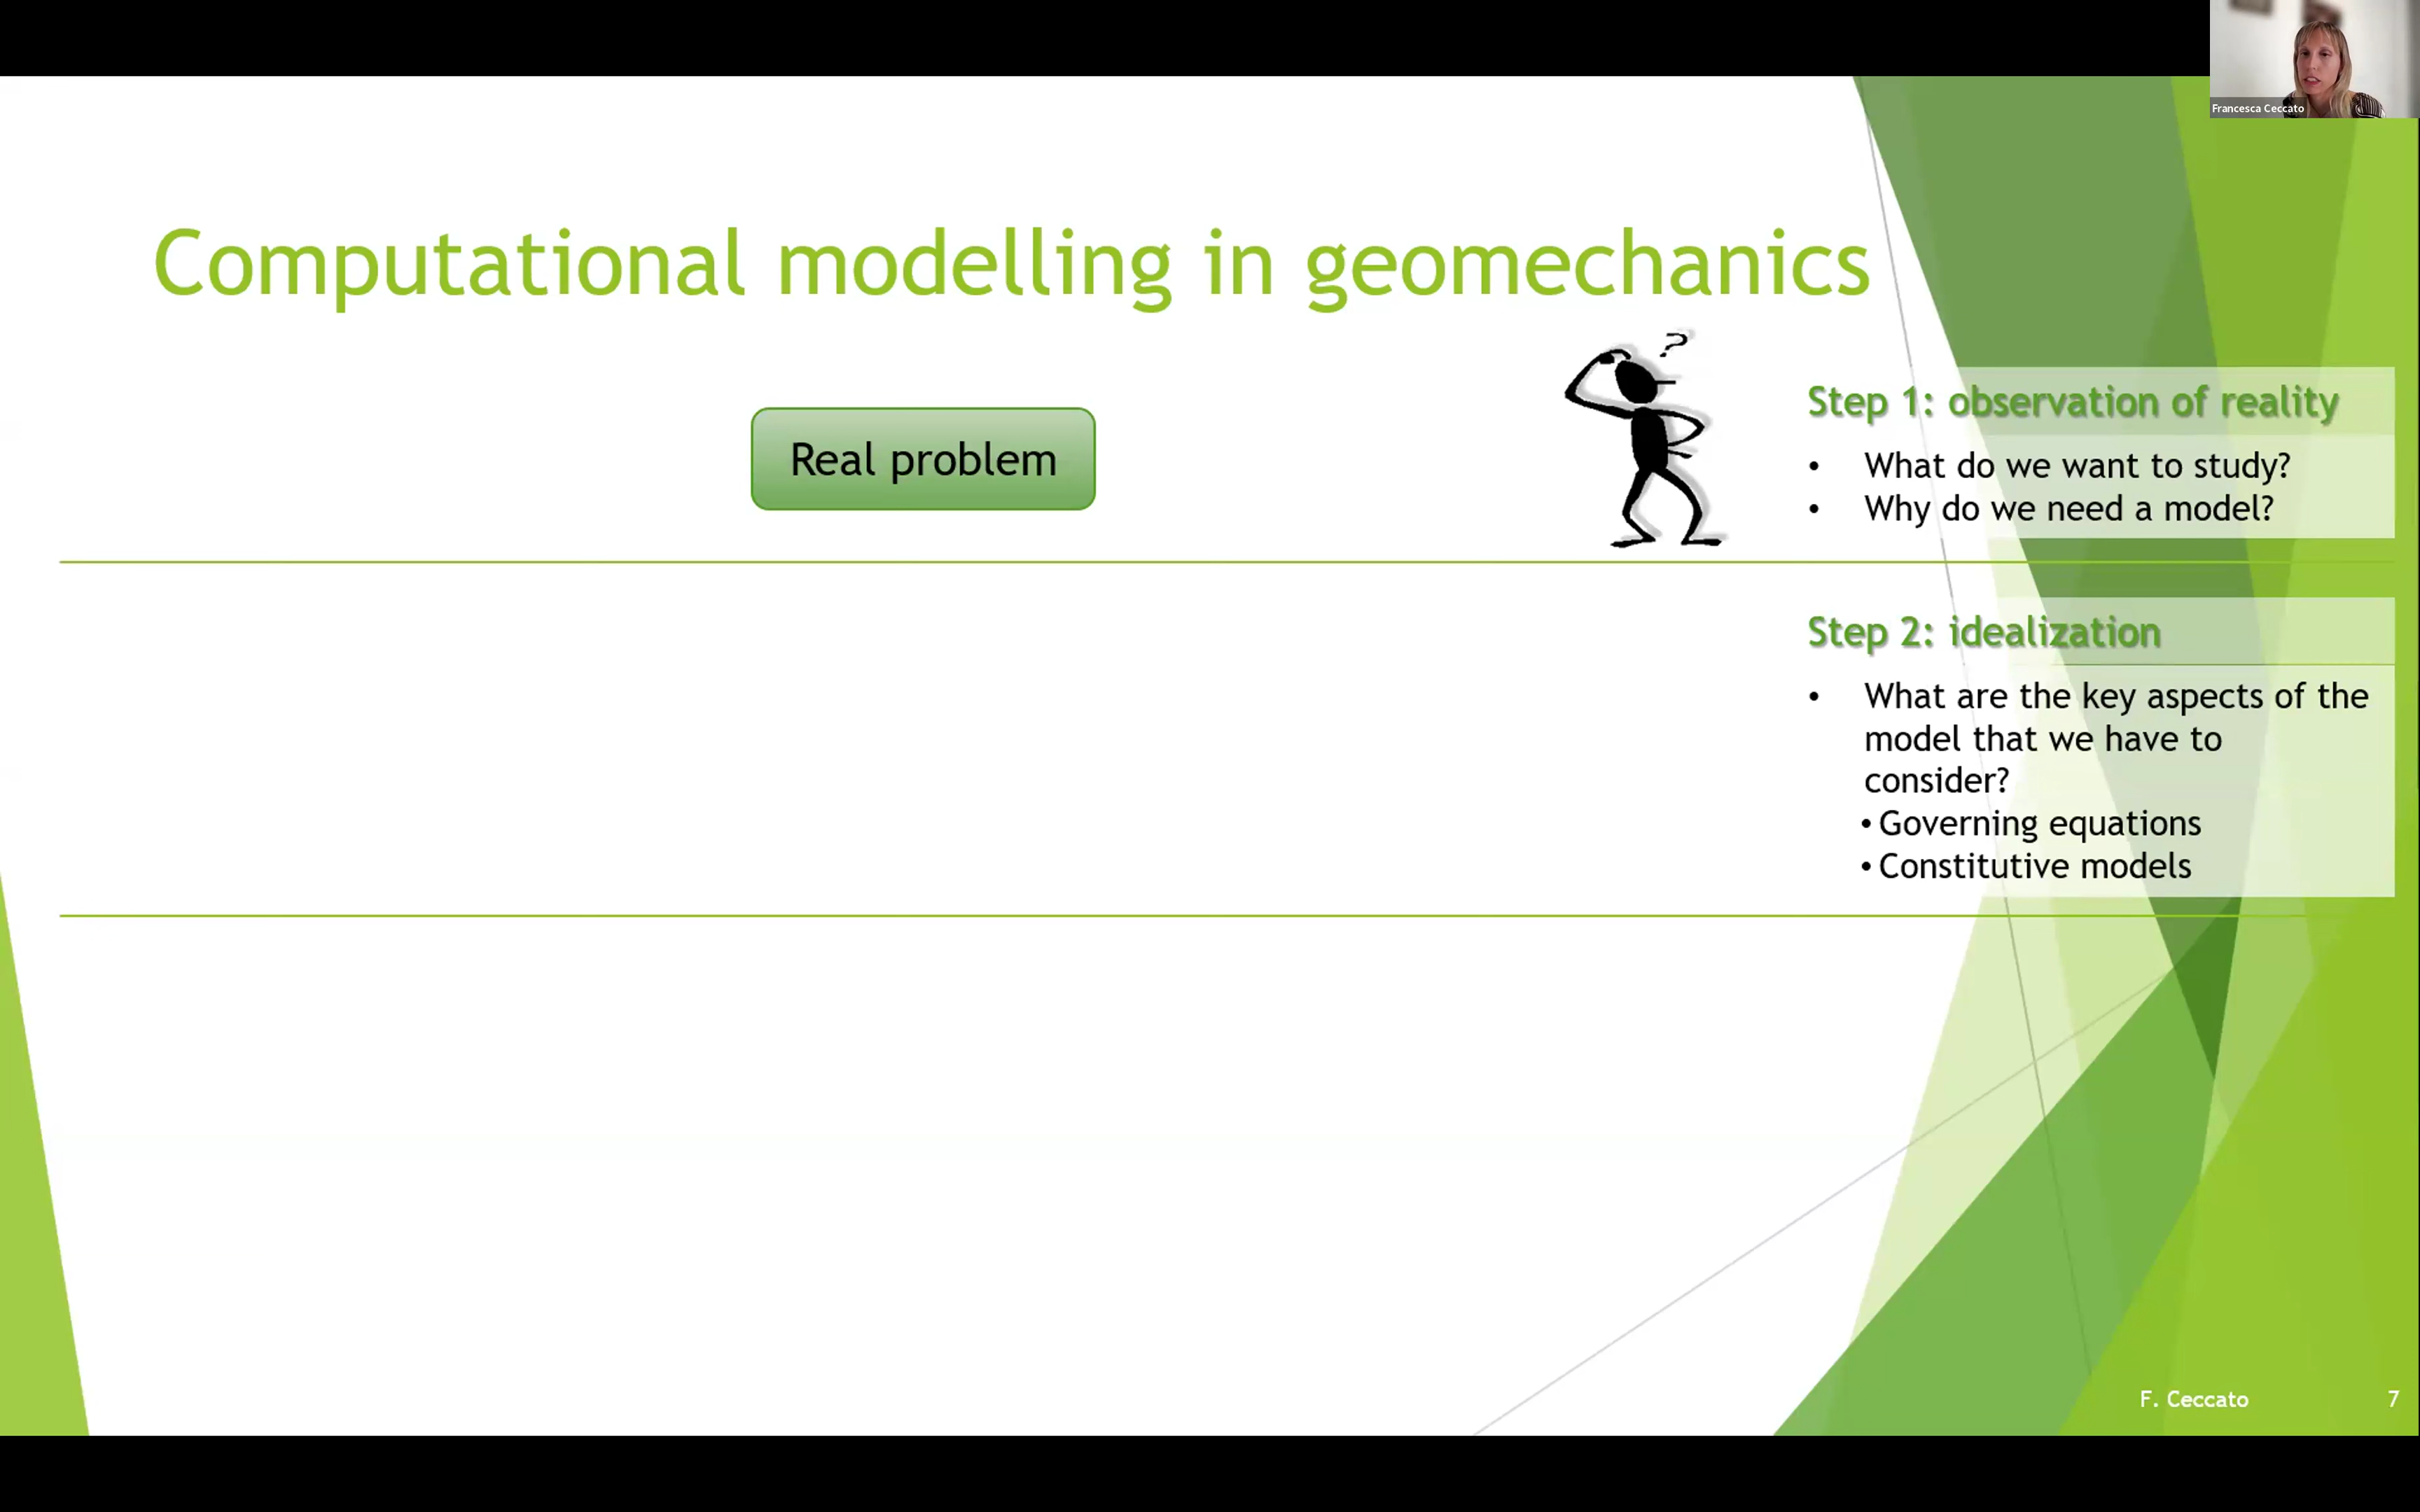 Francesca Ceccato
Computational modelling in geomechanics
?
Real problem
Step 1: observation of reality
• What do we want to study?
• Why do we need a model?
Step 2: idealization
• What are the key aspects of the
model that we have to
consider?
• Governing equations
• Constitutive models
F. Ceccato 7